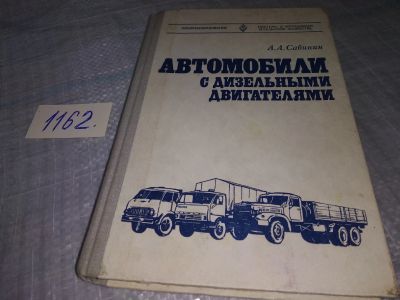 А.А.Сабинин
АВТОМОБИЛИ
С ДИЗЕЛЬНЫМИ
ДВИГАТЕЛЯМИ
1162.